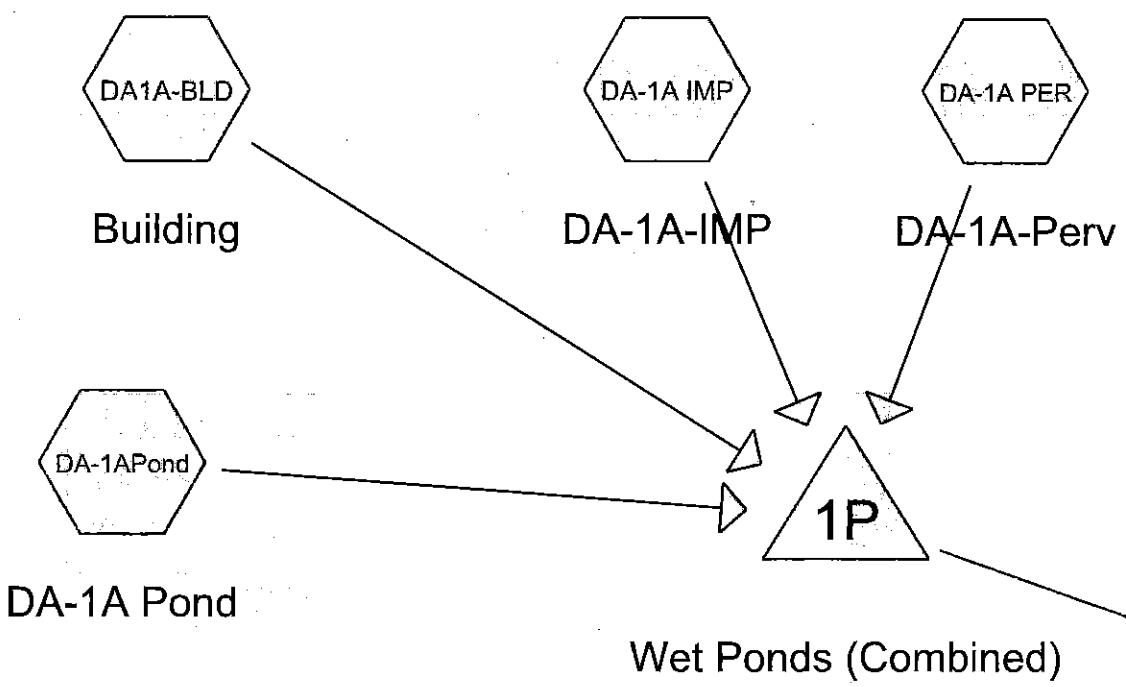 DA1A-BLD
DA-1A IMP
DA-1A PER
Building
DA-1A-IMP
DA-1A-Perv
DA-1APond
1P
DA-1A Pond
Wet Ponds (Combined)